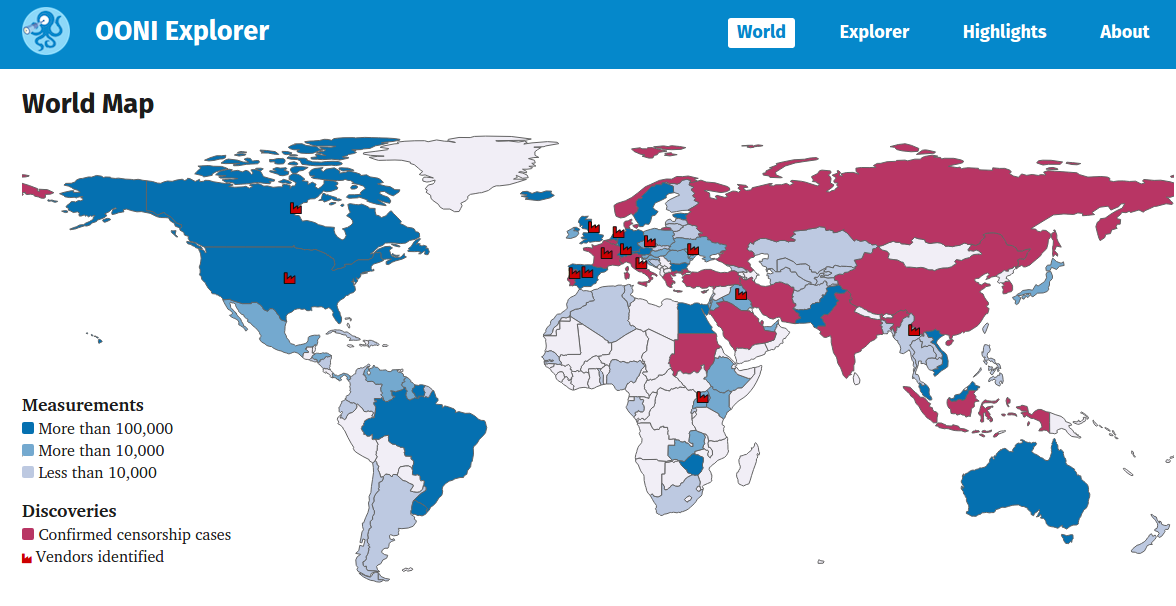 OONI Explorer
World
Explorer
Highlights
About
World Map
Measurements
More than 100,000
More than 10,000
Less than 10,000
Discoveries
Confirmed censorship cases
Vendors identified